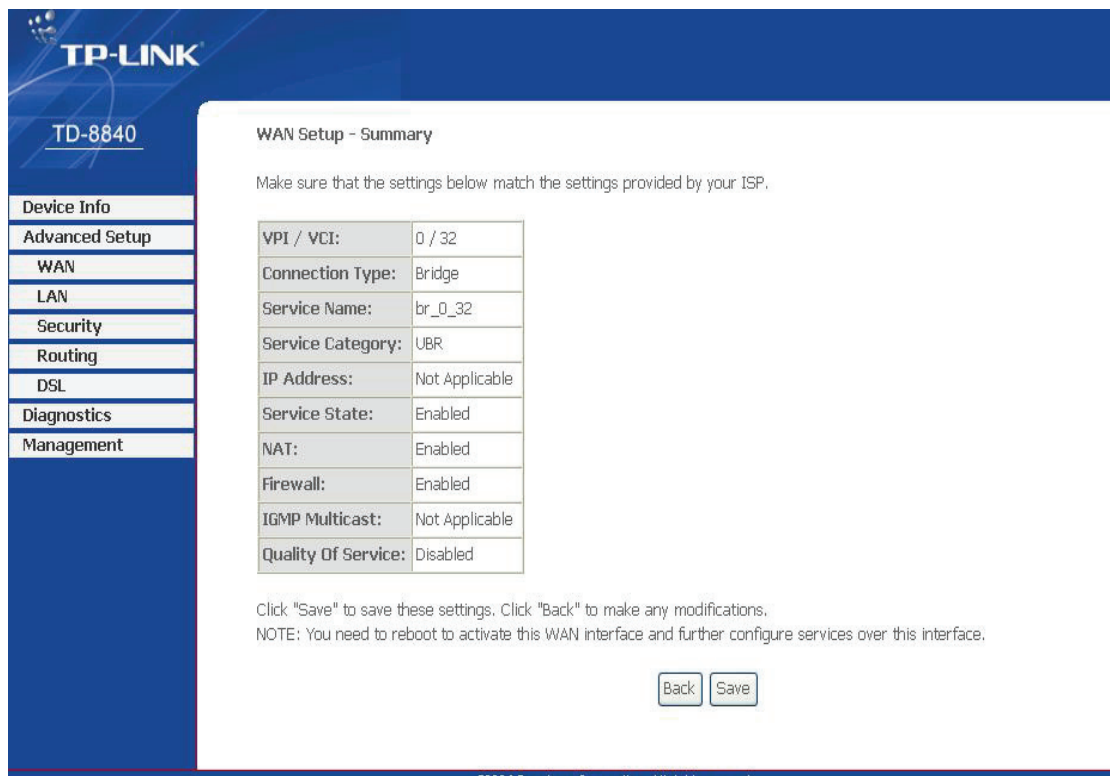 TP-LINK
TD-8840
Device Info
Advanced Setup
WAN
LAN
Security
Routing
DSL
Diagnostics
Management
WAN Setup - Summary
Make sure that the settings below match the settings provided by your ISP.
VPI / VCI: 0 / 32
Connection Type: Bridge
Service Name: br_0_32
Service Category: UBR
IP Address: Not Applicable
Service State: Enabled
NAT: Enabled
Firewall: Enabled
IGMP Multicast: Not Applicable
Quality Of Service: Disabled
Click "Save" to save these settings. Click "Back" to make any modifications.
NOTE: You need to reboot to activate this WAN interface and further configure services over this interface.
Back Save